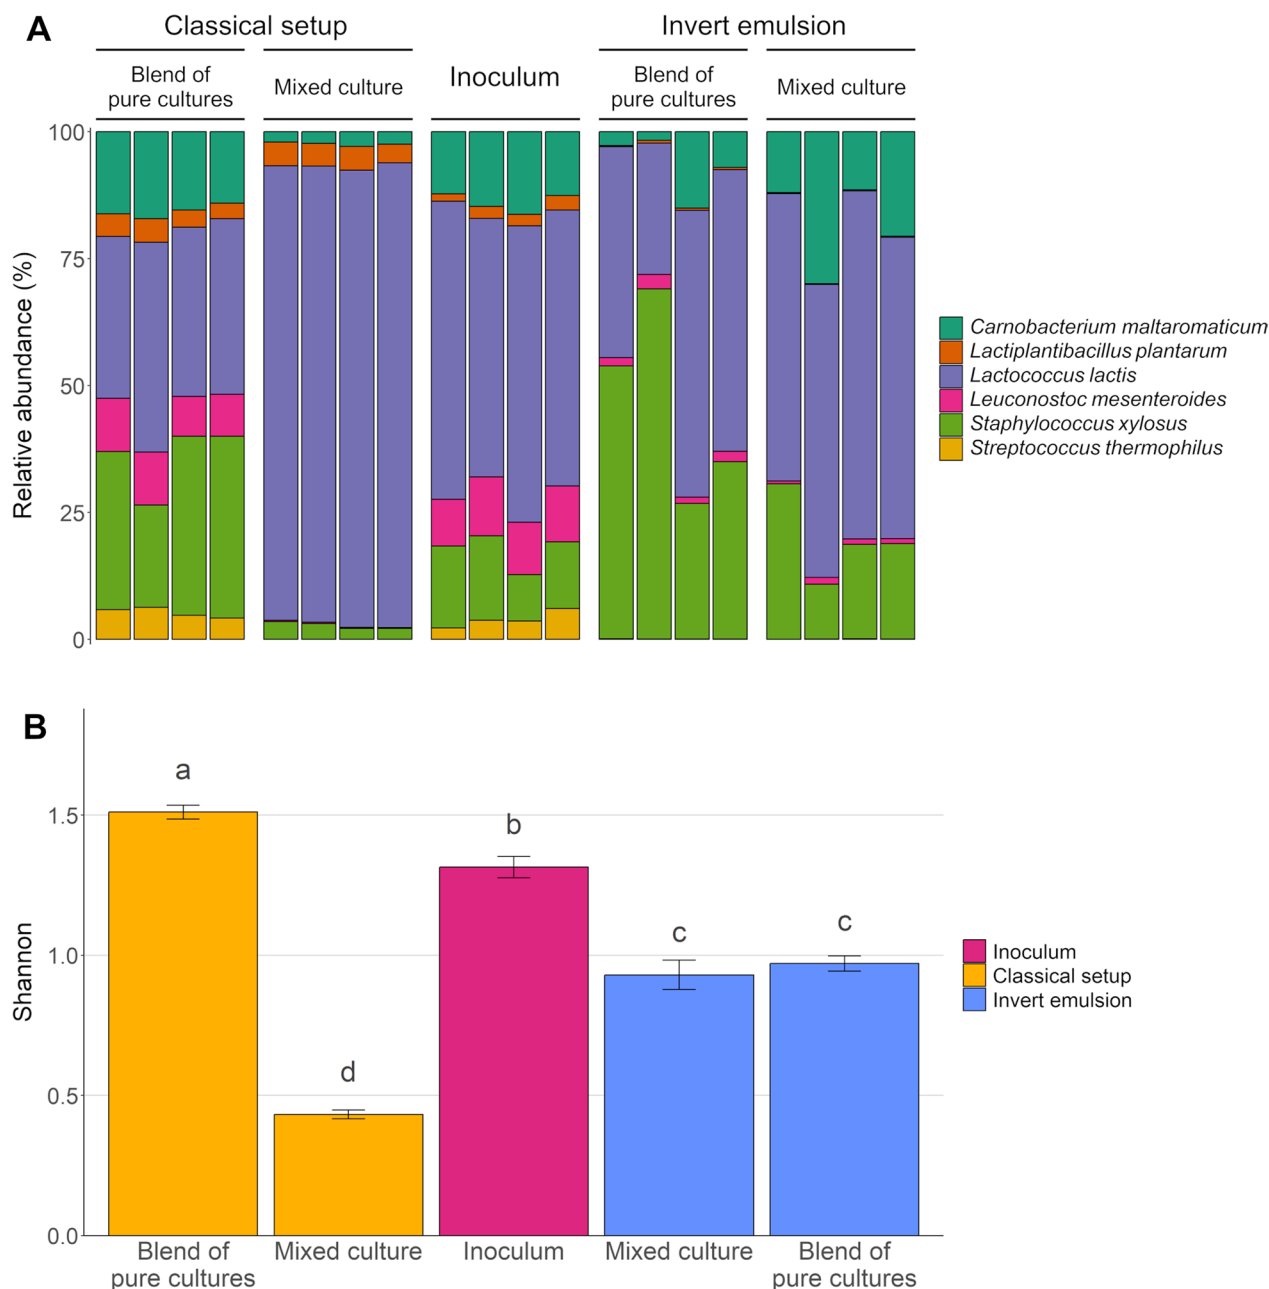 A
Classical setup
Invert emulsion
Blend of
pure cultures
Mixed culture
Inoculum
Blend of
pure cultures
Mixed culture
Relative abundance (%)
100
75
50
25
0
Carnobacterium maltaromaticum
Lactiplantibacillus plantarum
Lactococcus lactis
Leuconostoc mesenteroides
Staphylococcus xylosus
Streptococcus thermophilus
B
Shannon
1.5
1.0
0.5
0.0
a
d
b
c
c
Blend of
pure cultures
Mixed culture
Inoculum
Mixed culture
Blend of
pure cultures
Inoculum
Classical setup
Invert emulsion